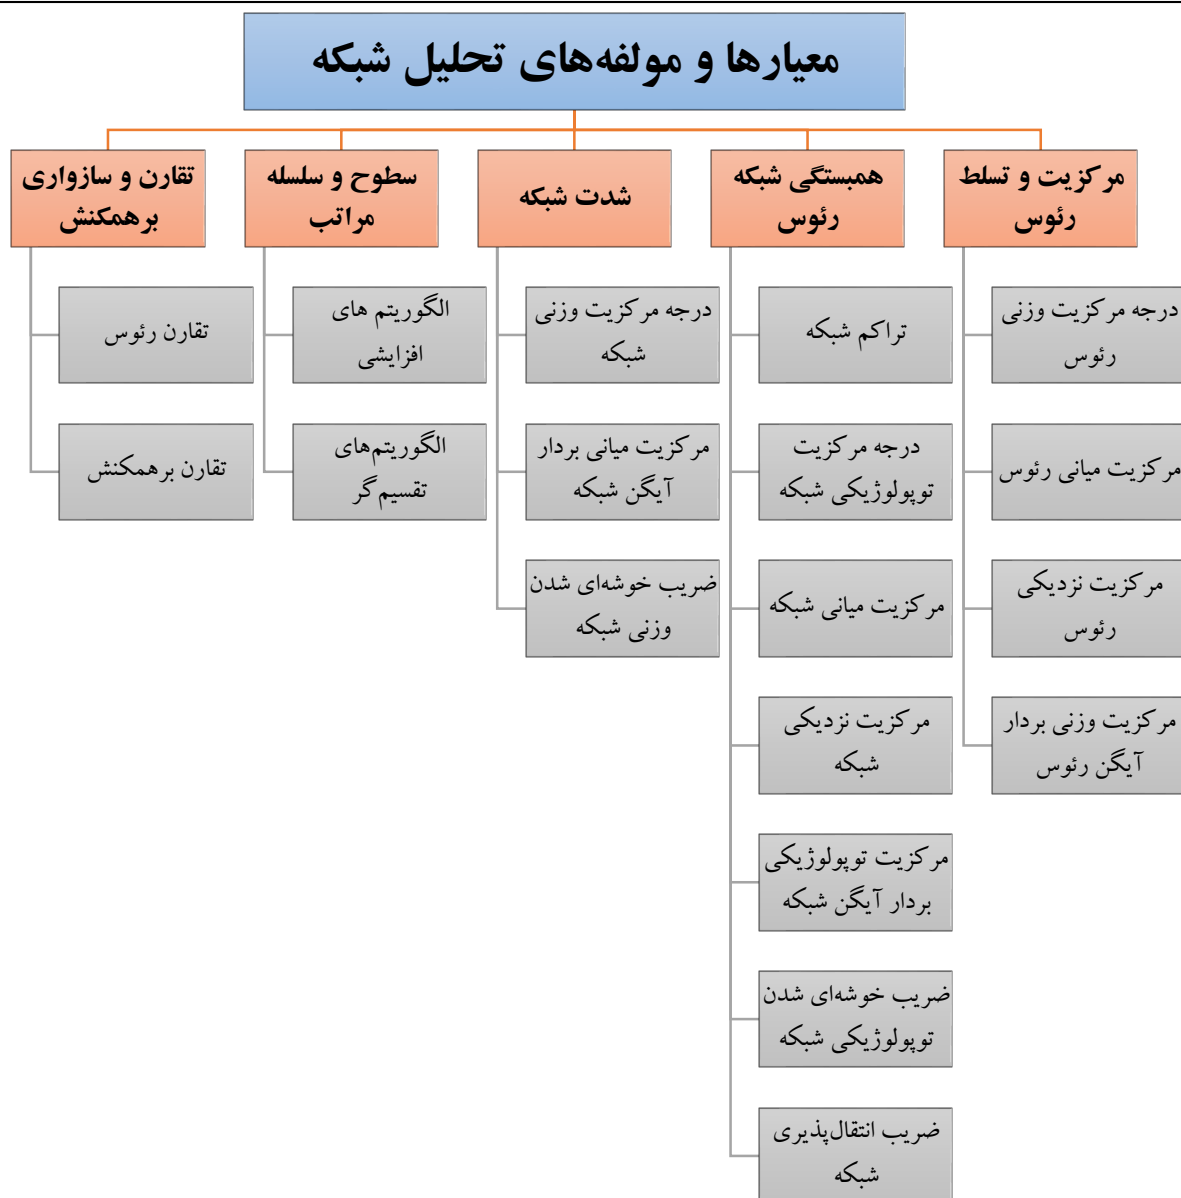 معیارها و مولفه‌های تحلیل شبکه
مرکزیت و تسلط
رئوس
درجه مرکزیت وزنی
رئوس
مرکزیت میانی رئوس
مرکزیت نزدیکی
رئوس
مرکزیت وزنی بردار
آیگن رئوس
همبستگی شبکه
رئوس
تراکم شبکه
درجه مرکزیت
توپولوژیکی شبکه
مرکزیت میانی شبکه
مرکزیت نزدیکی
شبکه
مرکزیت توپولوژیکی
بردار آیگن شبکه
ضریب خوشه‌ای شدن
توپولوژیکی شبکه
ضریب انتقال‌پذیری
شبکه
شدت شبکه
درجه مرکزیت وزنی
شبکه
مرکزیت میانی بردار
آیگن شبکه
ضریب خوشه‌ای شدن
وزنی شبکه
سطوح و سلسله
مراتب
الگوریتم های
افزایشی
الگوریتم‌های
تقسیم‌گر
تقارن و سازواری
برهمکنش
تقارن رئوس
تقارن برهمکنش